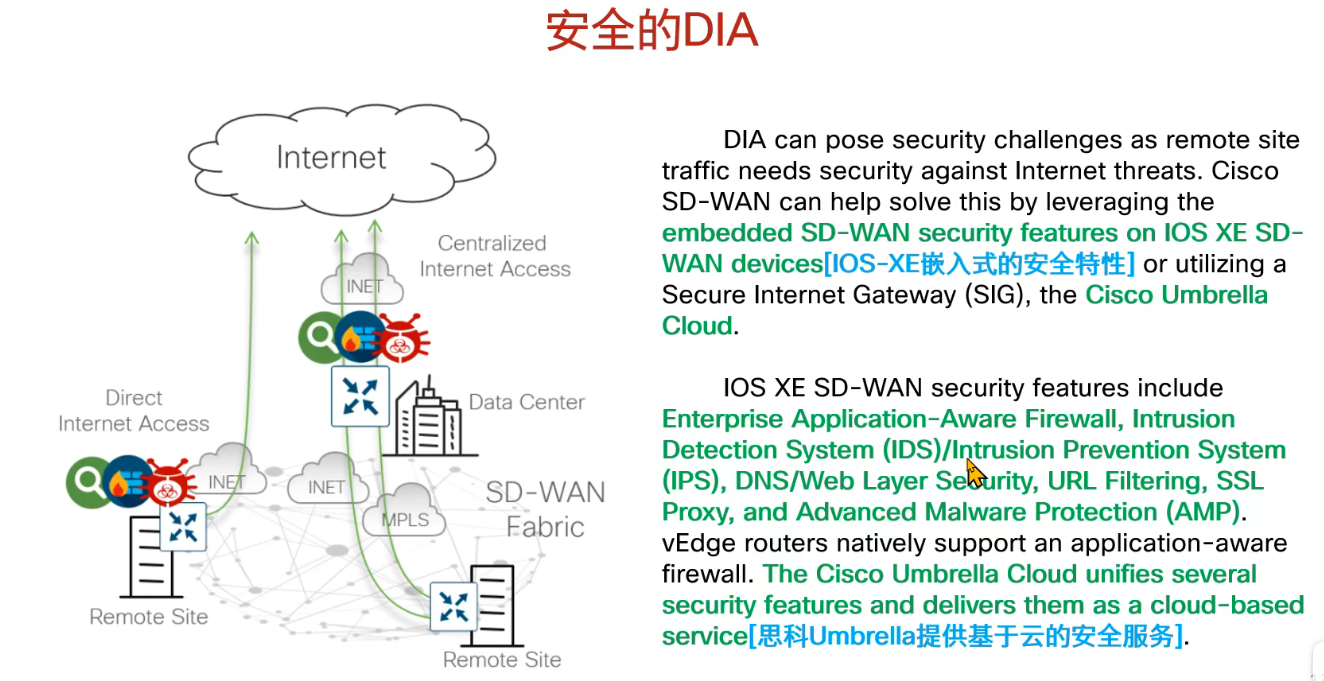 安全的DIA
Internet
Centralized
Internet Access
INET
Direct
Internet Access
Data Center
INET
INET
MPLS
SD-WAN
Fabric
Remote Site
Remote Site
DIA can pose security challenges as remote site
traffic needs security against Internet threats. Cisco
SD-WAN can help solve this by leveraging the
embedded SD-WAN security features on IOS XE SD-
WAN devices[IOS-XE嵌入式的安全特性] or utilizing a
Secure Internet Gateway (SIG), the Cisco Umbrella
Cloud.
IOS XE SD-WAN security features include
Enterprise Application-Aware Firewall, Intrusion
Detection System (IDS)/Intrusion Prevention System
(IPS), DNS/Web Layer Security, URL Filtering, SSL
Proxy, and Advanced Malware Protection (AMP).
vEdge routers natively support an application-aware
firewall. The Cisco Umbrella Cloud unifies several
security features and delivers them as a cloud-based
service[思科Umbrella提供基于云的安全服务].